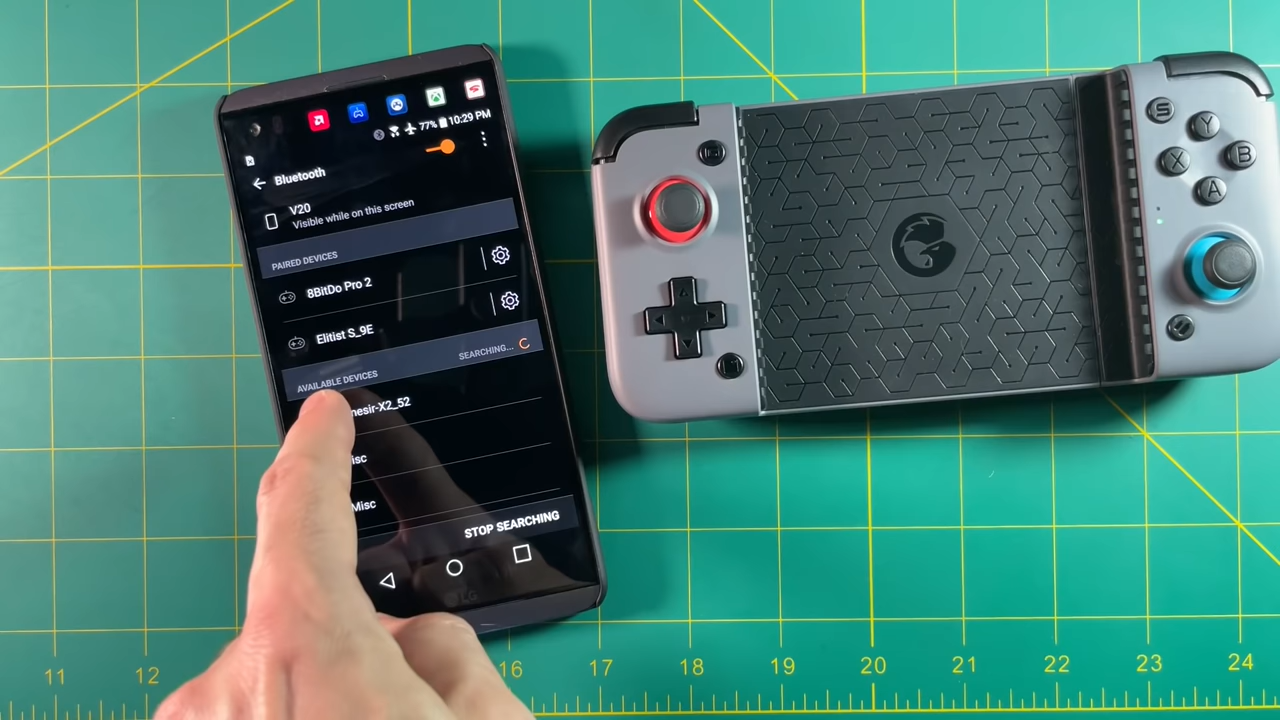 77% 10:29 PM
Bluetooth
V20
Visible while on this screen
PAIRED DEVICES
8BitDo Pro 2
Elitist S_9E
SEARCHING...
AVAILABLE DEVICES
nesir-X2_52
isc
Misc
STOP SEARCHING
LG
S
Y
X
B
A
11 12 16 17 18 19 20 21 22 23 24